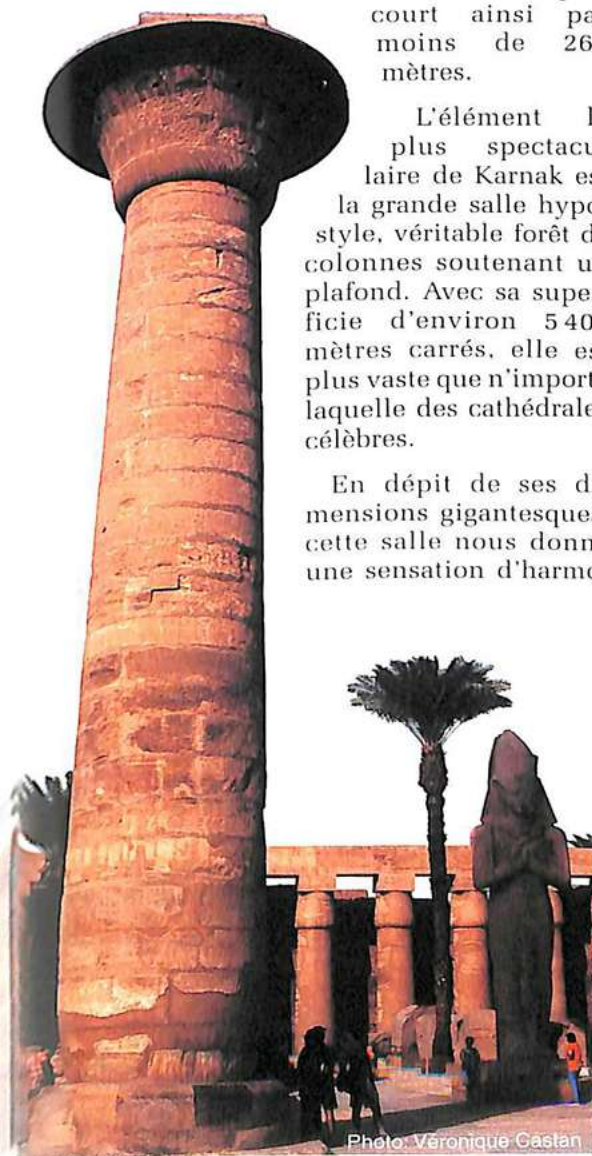 court ainsi pa
moins de 26
mètres.
L'élément
plus spectacu
laire de Karnak es
la grande salle hypo
style, véritable forêt d
colonnes soutenant u
plafond. Avec sa supe
ficie d'environ 5 40
mètres carrés, elle es
plus vaste que n'import
laquelle des cathédrale
célèbres.
En dépit de ses d
mensions gigantesque
cette salle nous donn
une sensation d'harmo
Photo: Véronique Castan